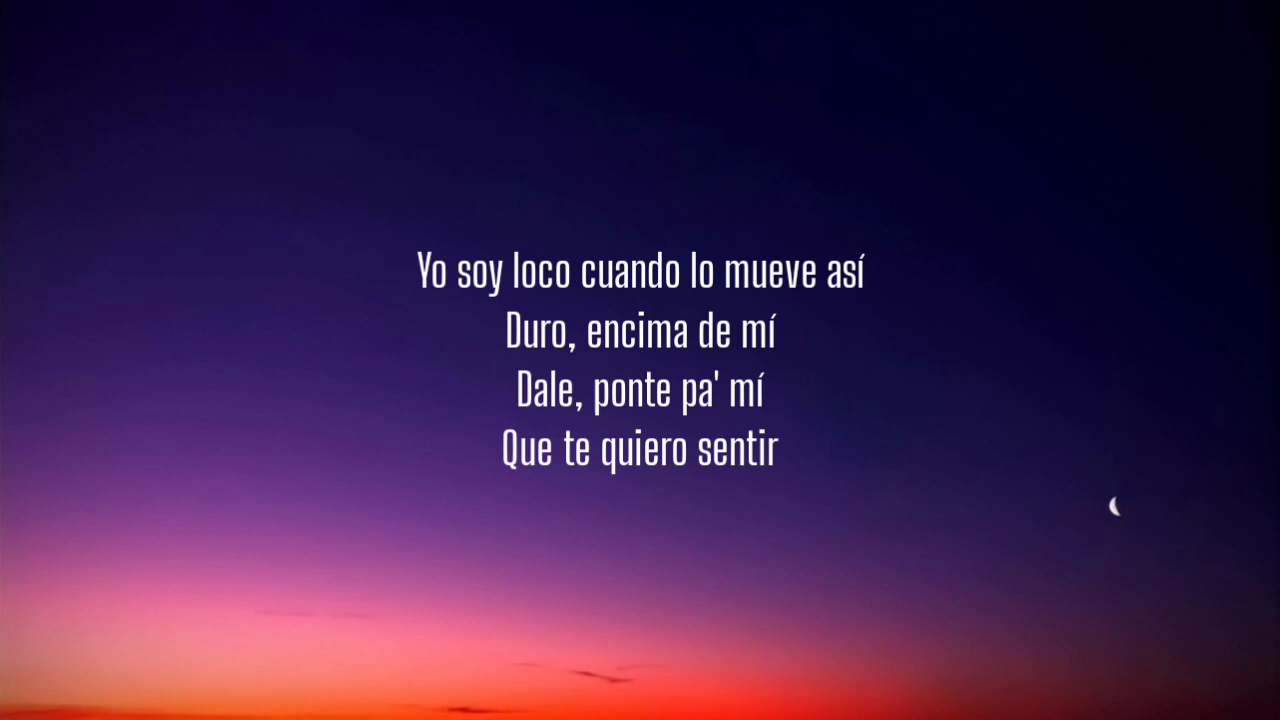 Yo soy loco cuando lo mueve así
Duro, encima de mí
Dale, ponte pa' mí
Que te quiero sentir